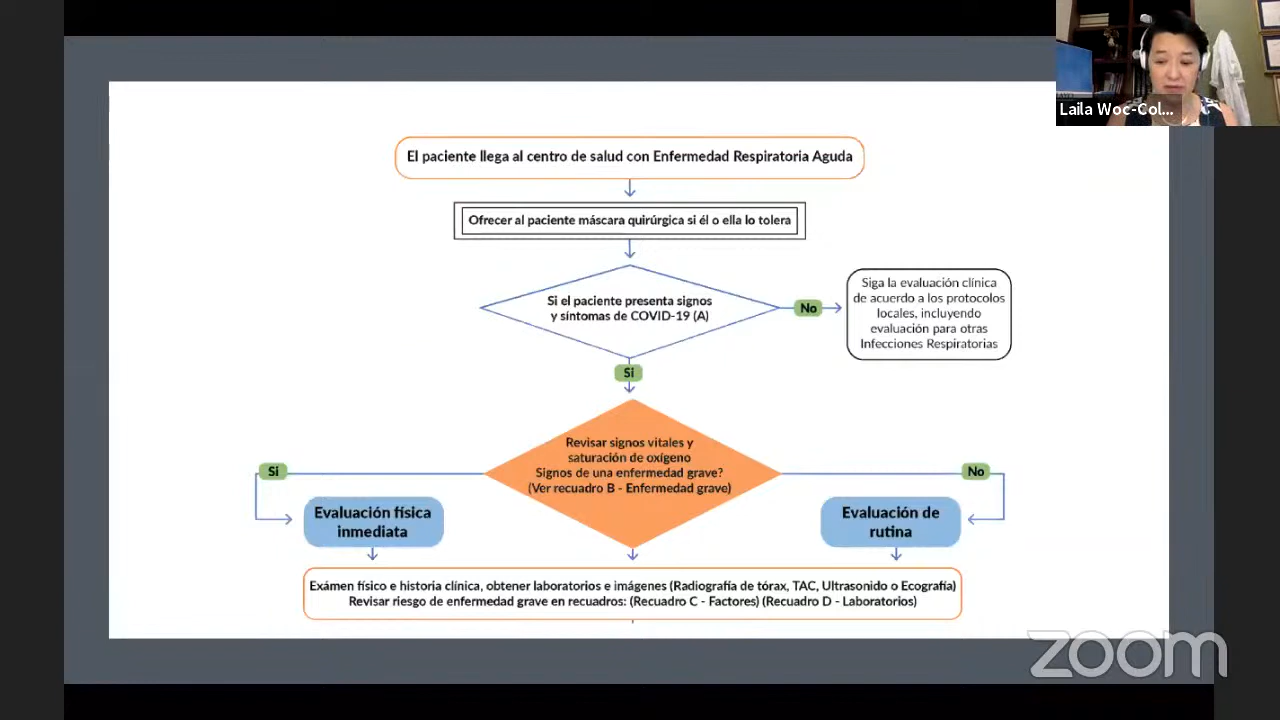 Laila Woc-Col...
El paciente llega al centro de salud con Enfermedad Respiratoria Aguda
Ofrecer al paciente máscara quirúrgica si él o ella lo tolera
Si el paciente presenta signos
y síntomas de COVID-19 (A)
No
Siga la evaluación clínica
de acuerdo a los protocolos
locales, incluyendo
evaluación para otras
Infecciones Respiratorias
Si
Revisar signos vitales y
saturación de oxígeno
Signos de una enfermedad grave?
(Ver recuadro B - Enfermedad grave)
Si
No
Evaluación física
inmediata
Evaluación de
rutina
Exámen físico e historia clínica, obtener laboratorios e imágenes (Radiografía de tórax, TAC, Ultrasonido o Ecografía)
Revisar riesgo de enfermedad grave en recuadros: (Recuadro C - Factores) (Recuadro D - Laboratorios)
zoom